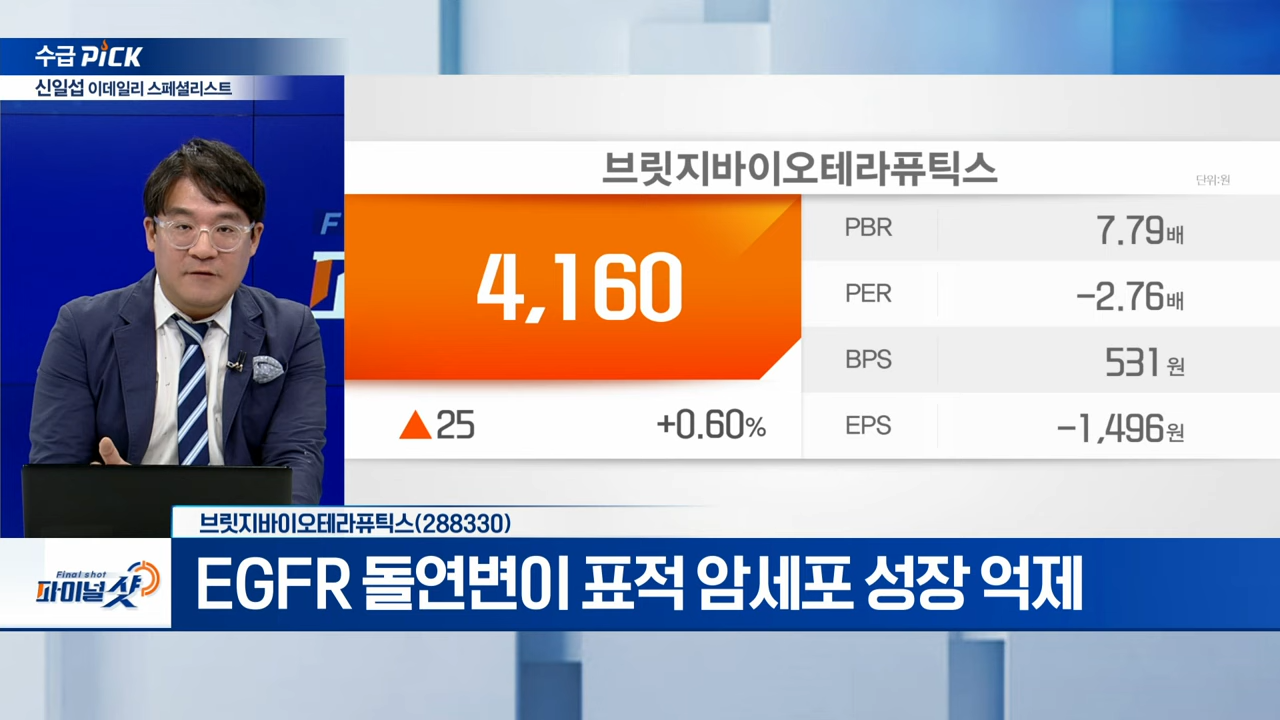 수급 PiCK
신일섭 이데일리 스페셜리스트
브릿지바이오테라퓨틱스
단위:원
4,160
▲25 +0.60%
PBR 7.79배
PER -2.76배
BPS 531원
EPS -1,496원
F
브릿지바이오테라퓨틱스(288330)
Final shot
파이널샷
EGFR 돌연변이 표적 암세포 성장 억제